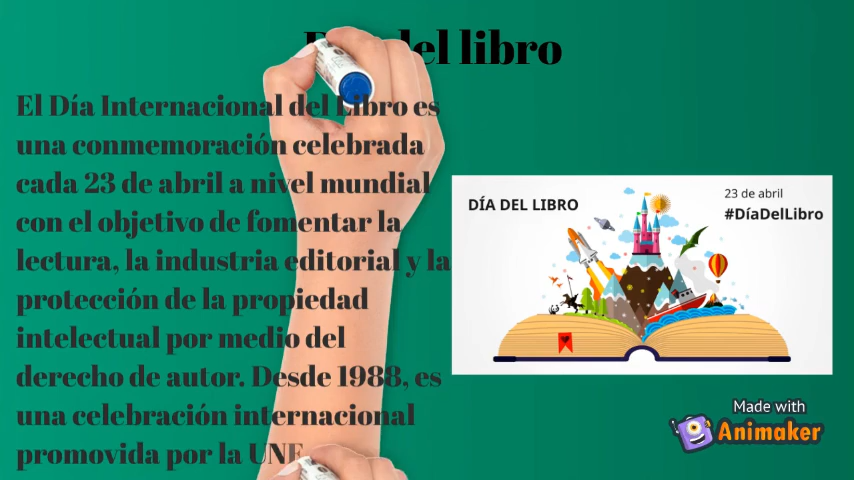 del libro
El Día Internacional del Libro es
una conmemoración celebrada
cada 23 de abril a nivel mundial
con el objetivo de fomentar la
lectura, la industria editorial y la
protección de la propiedad
intelectual por medio del
derecho de autor. Desde 1988, es
una celebración internacional
promovida por la UNE
DÍA DEL LIBRO
23 de abril
#DíaDelLibro
Made with
Animaker